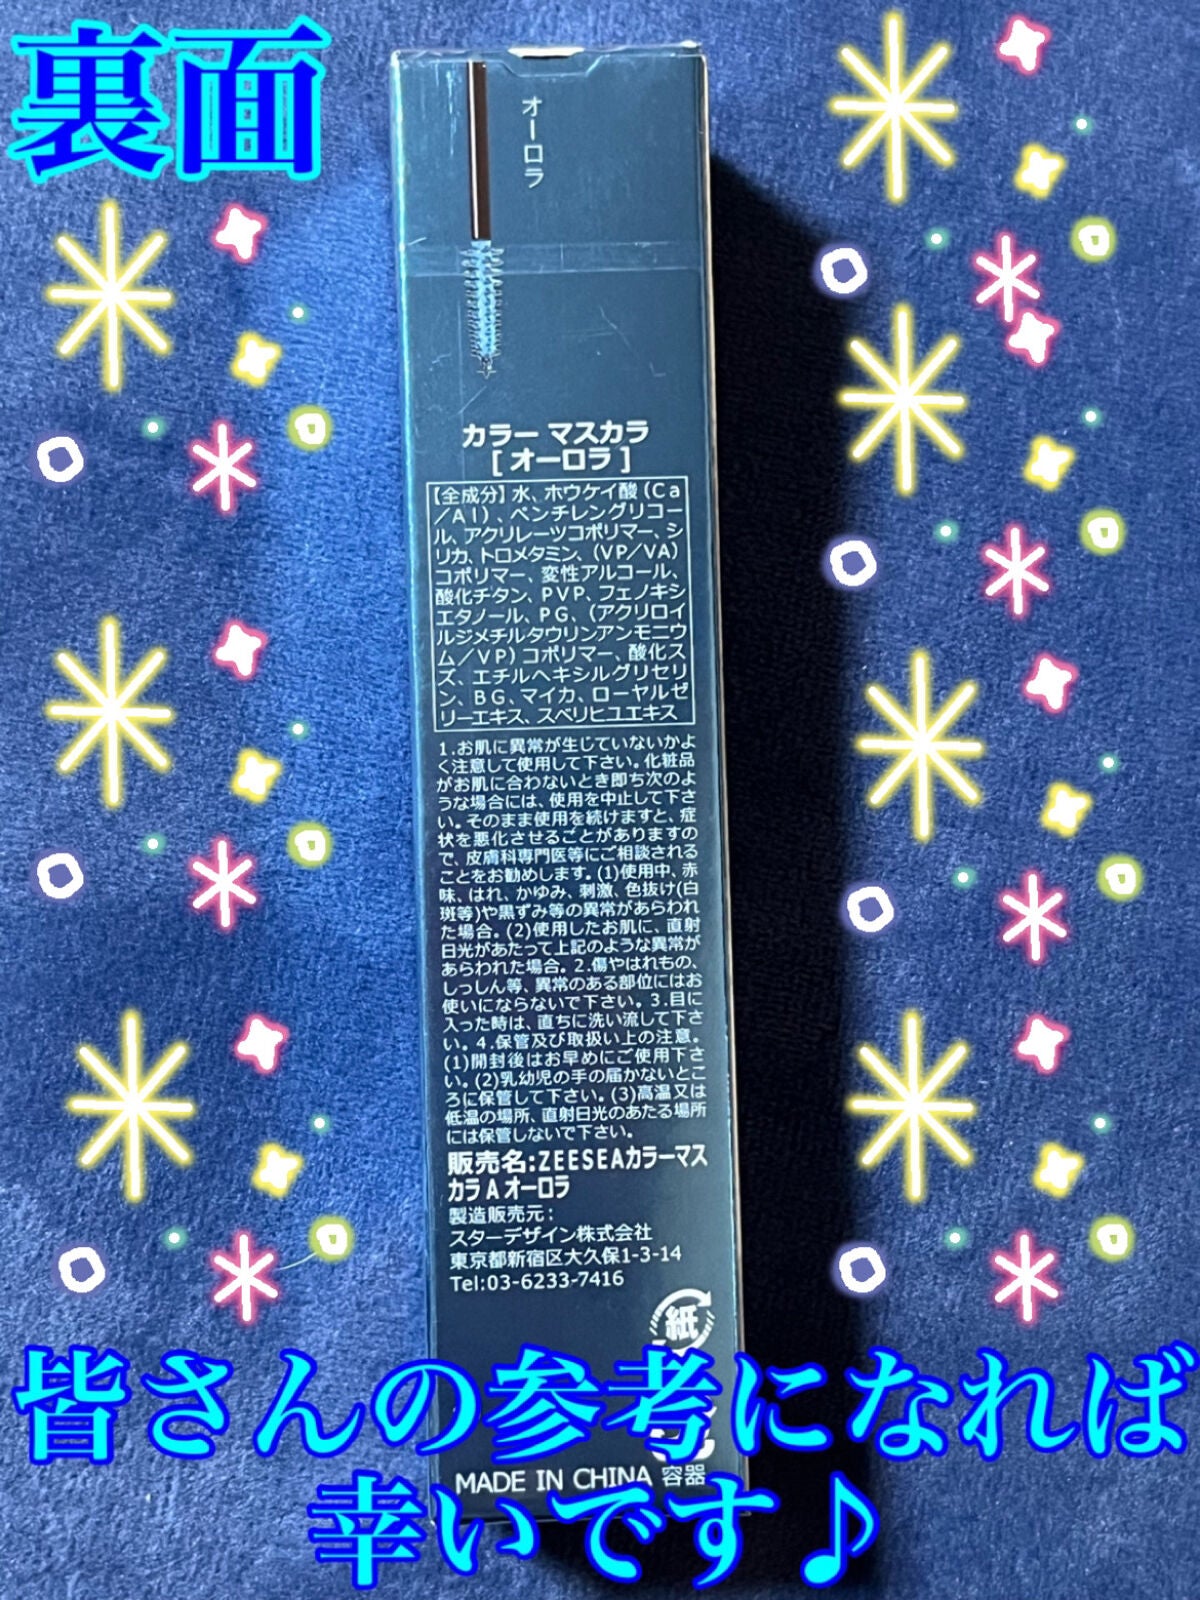 裏面
オーロラ
カラー マスカラ
[ オーロラ ]
【全成分】水、ホウケイ酸（Ca
／Al）、ペンチレングリコー
ル、アクリレーツコポリマー、シ
リカ、トロメタミン、（VP／VA）
コポリマー、変性アルコール、
酸化チタン、PVP、フェノキシ
エタノール、PG、（アクリロイ
ルジメチルタウリンアンモニウ
ム／VP）コポリマー、酸化ス
ズ、エチルヘキシルグリセリ
ン、BG、マイカ、ローヤルゼ
リーエキス、スベリヒユエキス
1.お肌に異常が生じていないかよ
く注意して使用して下さい。化粧品
がお肌に合わないとき即ち次のよ
うな場合には、使用を中止して下さ
い。そのまま使用を続けますと、症
状を悪化させることがありますの
で、皮膚科専門医等にご相談される
ことをお勧めします。(1)使用中、赤
味、はれ、かゆみ、刺激、色抜け(白
斑等)や黒ずみ等の異常があらわれ
た場合。(2)使用したお肌に、直射
日光があたって上記のような異常が
あらわれた場合。2.傷やはれもの、
しっしん等、異常のある部位にはお
使いにならないで下さい。3.目に
入った時は、直ちに洗い流して下さ
い。4.保管及び取扱い上の注意。
(1)開封後はお早めにご使用下さ
い。(2)乳幼児の手の届かないとこ
ろに保管して下さい。(3)高温又は
低温の場所、直射日光のあたる場所
には保管しないで下さい。
販売名:ZEESEAカラーマス
カラ A オーロラ
製造販売元:
スターデザイン株式会社
東京都新宿区大久保1-3-14
Tel:03-6233-7416
紙
皆さんの参考になれば
MADE IN CHINA 容器
幸いです♪